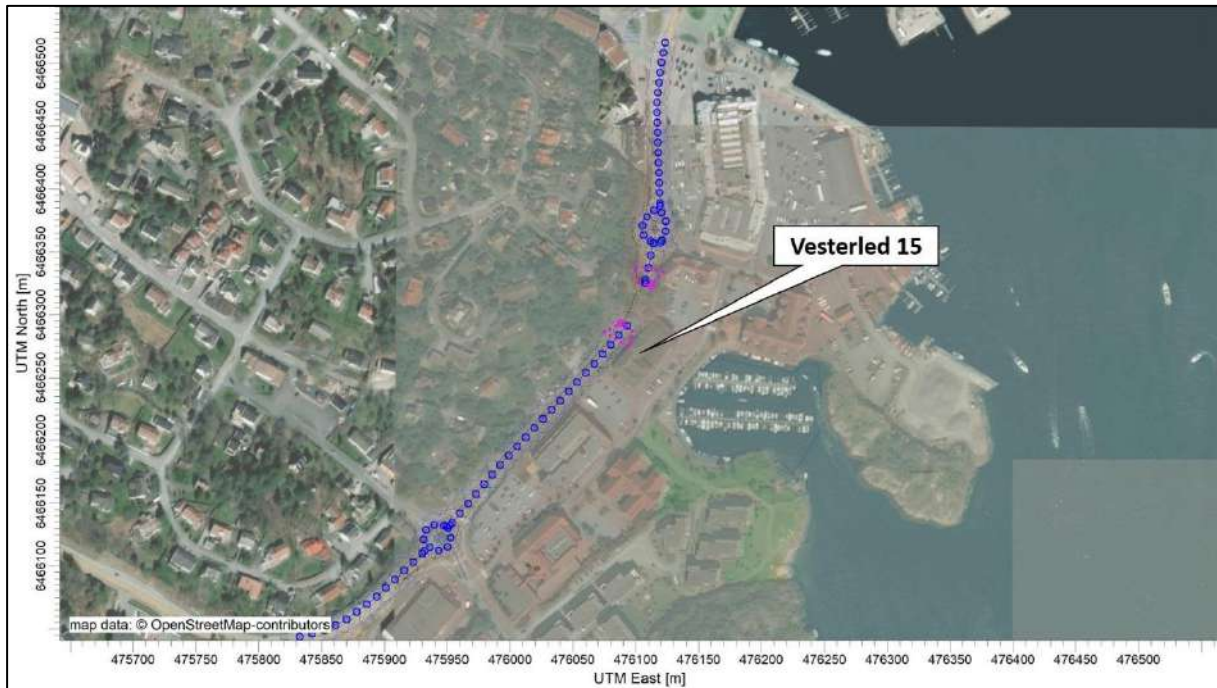 UTM North [m]
6466500
6466450
6466400
6466350
6466300
6466250
6466200
6466150
6466100
Vesterled 15
map data: © OpenStreetMap-contributors
475700 475750 475800 475850 475900 475950 476000 476050 476100 476150 476200 476250 476300 476350 476400 476450 476500
UTM East [m]